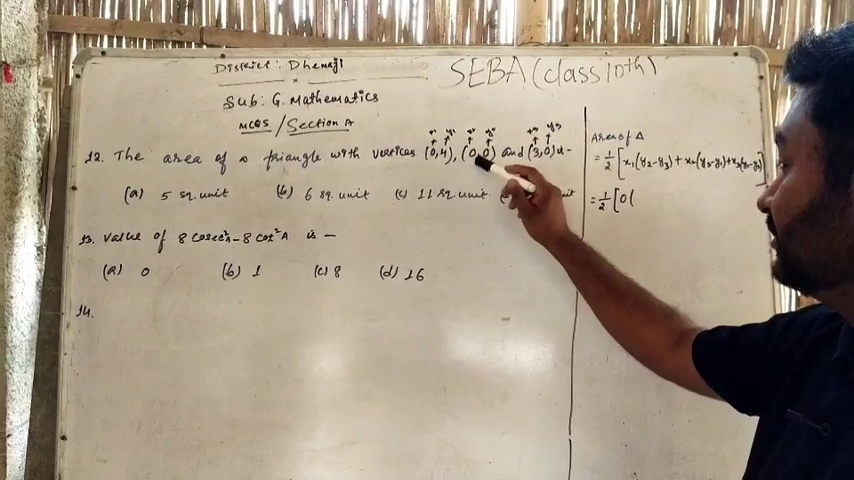 District: Dhemaji
SEBA (class 10th)
Sub: G. Mathematics
MCQS / Section A
12. The area of a triangle with vertices (0,4), (0,0) and (3,0) is -
(a) 5 sq. unit (b) 6 sq. unit (c) 11 sq. unit unit
13. value of 8 cosec²A - 8 cot²A is —
(a) 0 (b) 1 (c) 8 (d) 16
14.
Area of Δ
= 1/2 [x₁(y₂-y₃) + x₂(y₃-y₁) + x₃(y₁-y₂)]
= 1/2 [0(